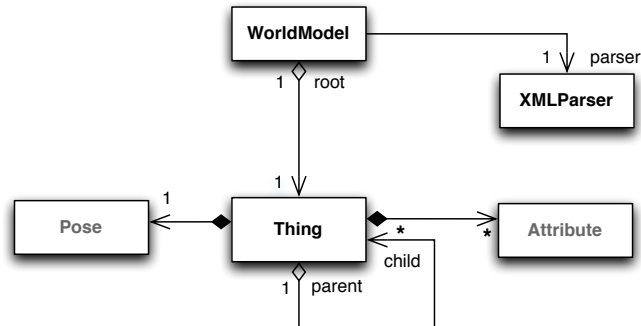 WorldModel
1
root
1
parser
XMLParser
1
1
Pose
Thing
*
*
Attribute
child
1
parent